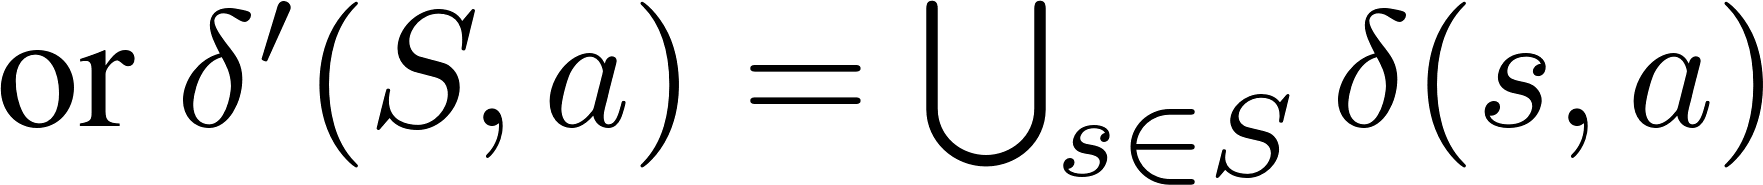 or δ′(S, a) = ⋃_{s∈S} δ(s, a)